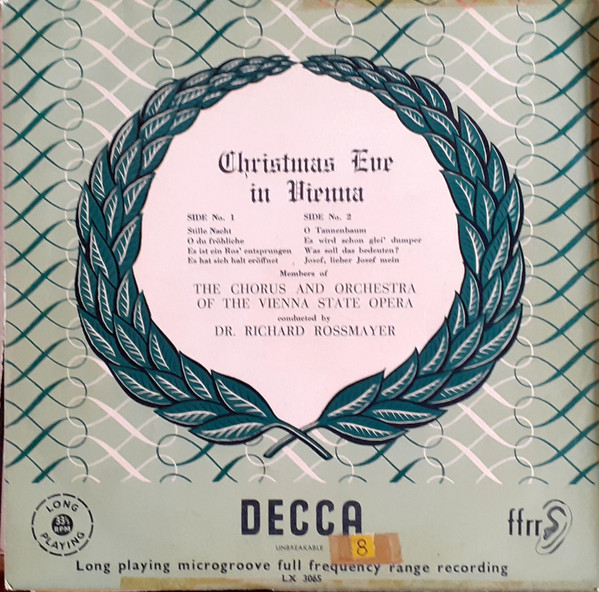 Christmas Eve
in Vienna
SIDE No. 1
Stille Nacht
O du fröhliche
Es ist ein Ros' entsprungen
Es hat sich halt eröffnet
SIDE No. 2
O Tannenbaum
Es wird schon glei' dumper
Was soll das bedeuten?
Josef, lieber Josef mein
Members of
THE CHORUS AND ORCHESTRA
OF THE VIENNA STATE OPERA
conducted by
DR. RICHARD ROSSMAYER
LONG
33⅓
RPM
PLAYING
DECCA
ffrr
UNBREAKABLE
8
Long playing microgroove full frequency range recording
LX 3065